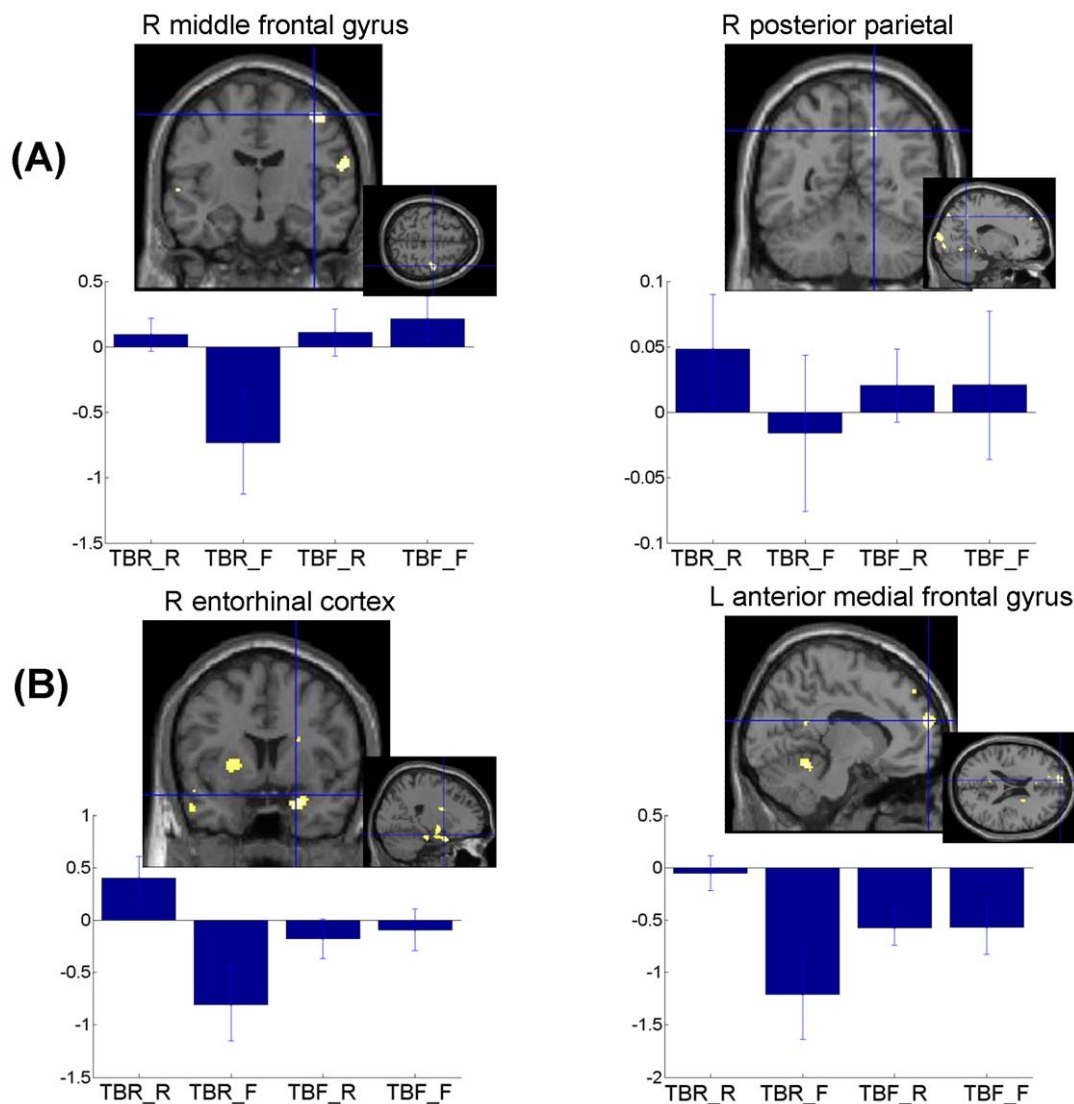 R middle frontal gyrus
R posterior parietal
(A)
0.5
0
-0.5
-1
-1.5
TBR_R TBR_F TBF_R TBF_F
0.1
0.05
0
-0.05
-0.1
TBR_R TBR_F TBF_R TBF_F
R entorhinal cortex
L anterior medial frontal gyrus
(B)
1
0.5
0
-0.5
-1
-1.5
TBR_R TBR_F TBF_R TBF_F
0.5
0
-0.5
-1
-1.5
-2
TBR_R TBR_F TBF_R TBF_F